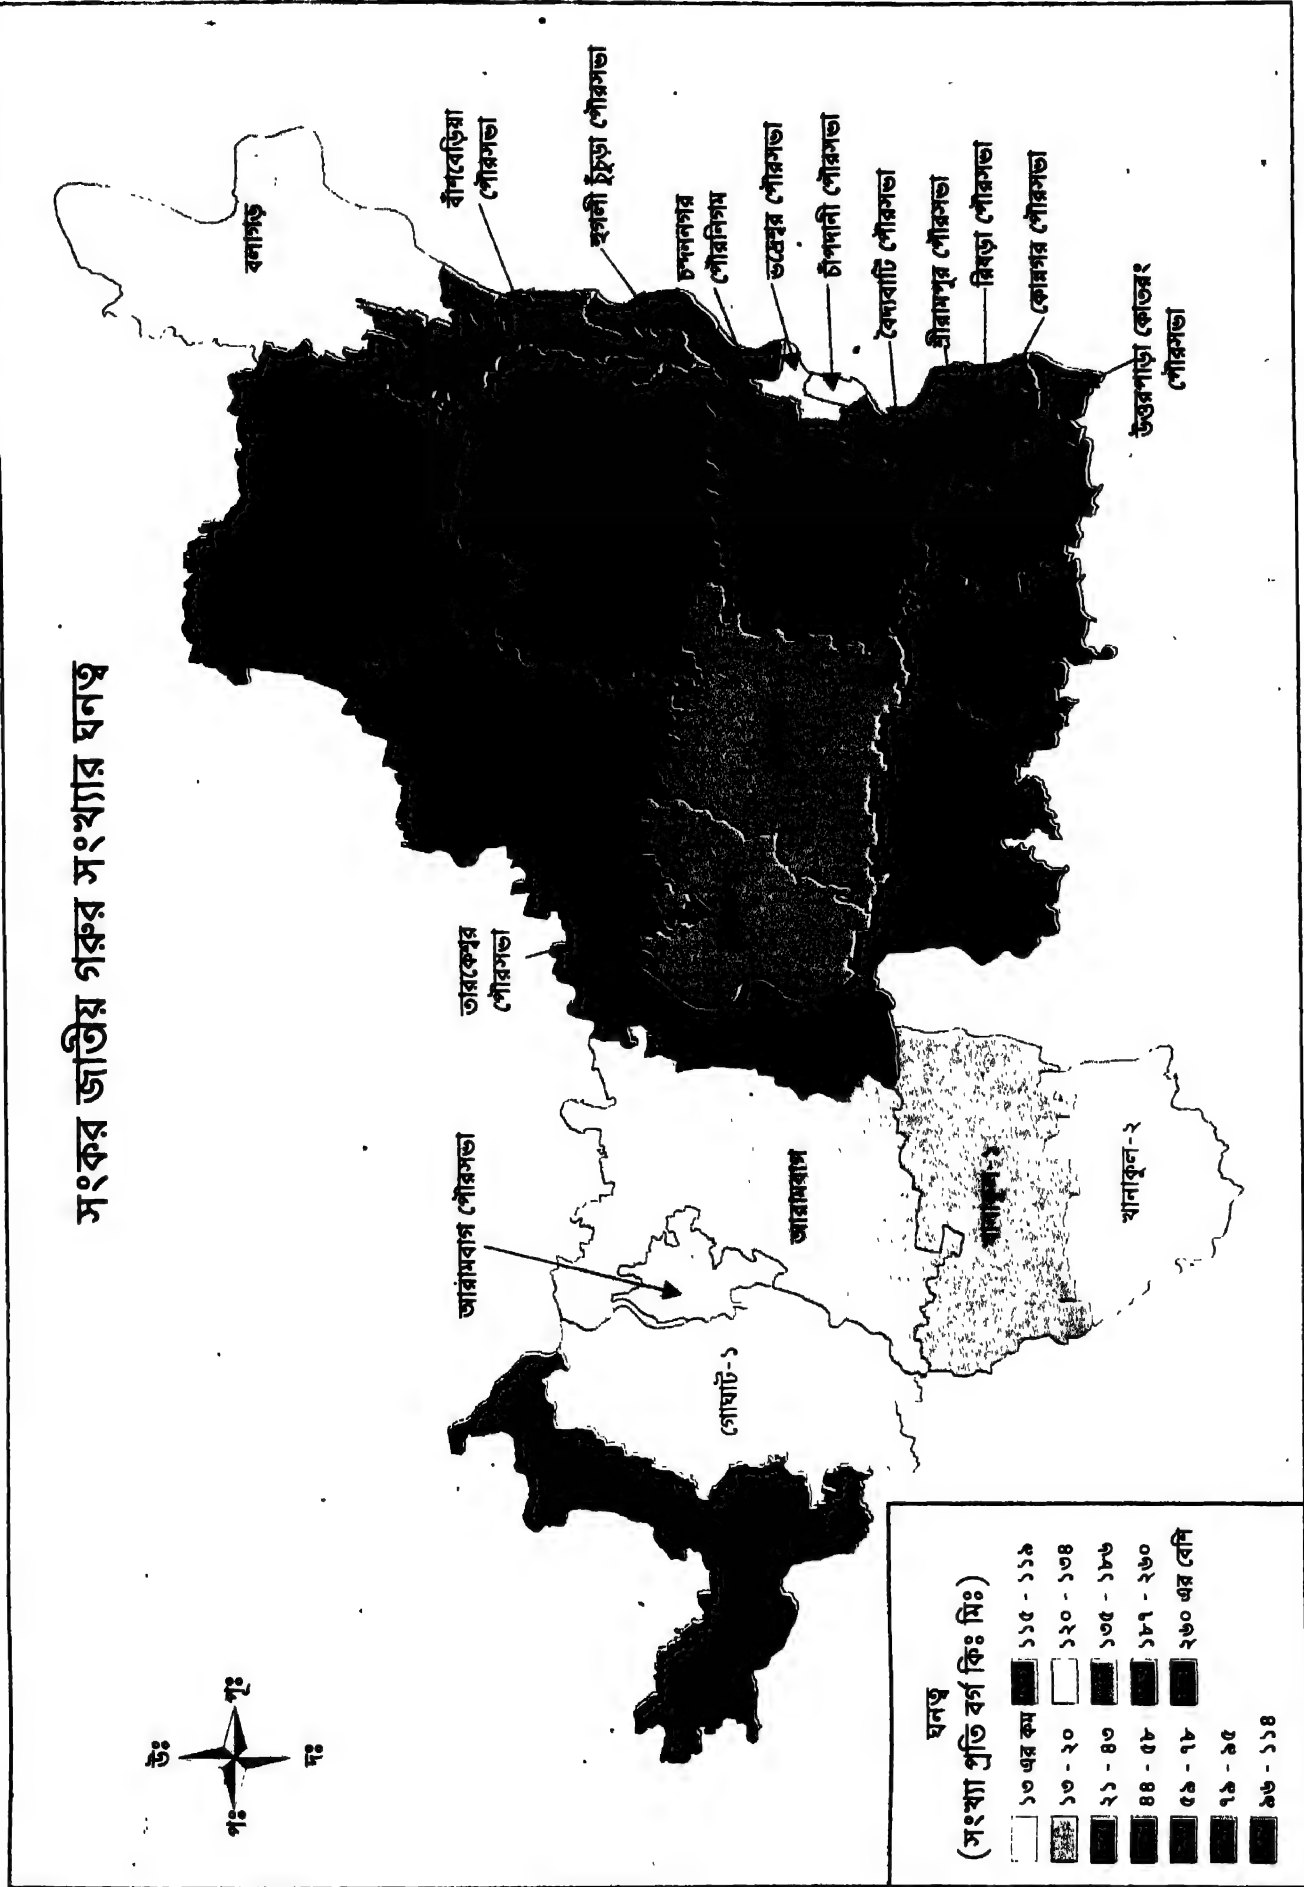 সংকর জাতীয় গরুর সংখ্যার ঘনত্ব
উঃ
পঃ
পূঃ
দঃ
আরামবাগ পৌরসভা
তারকেশ্বর
পৌরসভা
বলাগড়
বাঁশবেড়িয়া
পৌরসভা
হুগলী চুঁচুড়া পৌরসভা
চন্দননগর
পৌরনিগম
ভদ্রেশ্বর পৌরসভা
চাঁপদানী পৌরসভা
বৈদ্যবাটি পৌরসভা
শ্রীরামপুর পৌরসভা
রিষড়া পৌরসভা
কোন্নগর পৌরসভা
উত্তরপাড়া কোতরং
পৌরসভা
গোঘাট-১
আরামবাগ
খানাকুল-১
খানাকুল-২
ঘনত্ব
(সংখ্যা প্রতি বর্গ কিঃ মিঃ)
১৩ এর কম
১৩ - ২০
২১ - ৪৩
৪৪ - ৫৮
৫৯ - ৭৮
৭৯ - ৯৫
৯৬ - ১১৪
১১৫ - ১১৯
১২০ - ১৩৪
১৩৫ - ১৮৬
১৮৭ - ২৬০
২৬০ এর বেশি